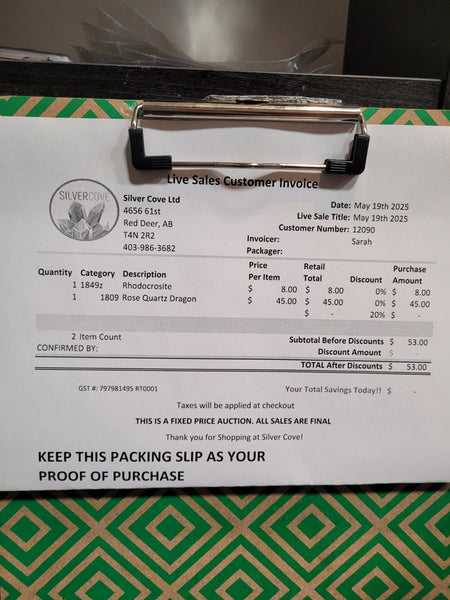 Live Sales Customer Invoice
SILVERCOVE
Silver Cove Ltd
4656 61st
Red Deer, AB
T4N 2R2
403-986-3682
Date: May 19th 2025
Live Sale Title: May 19th 2025
Customer Number: 12090
Invoicer: Sarah
Packager:
Quantity Category Description Price Per Item Retail Total Discount Purchase Amount
1 1849z Rhodocrosite $ 8.00 $ 8.00 0% $ 8.00
1 1809 Rose Quartz Dragon $ 45.00 $ 45.00 0% $ 45.00
$ - 20% $ -
2 Item Count Subtotal Before Discounts $ 53.00
CONFIRMED BY: Discount Amount $ -
TOTAL After Discounts $ 53.00
GST #: 797981495 RT0001 Your Total Savings Today!! $ -
Taxes will be applied at checkout
THIS IS A FIXED PRICE AUCTION. ALL SALES ARE FINAL
Thank you for Shopping at Silver Cove!
KEEP THIS PACKING SLIP AS YOUR
PROOF OF PURCHASE